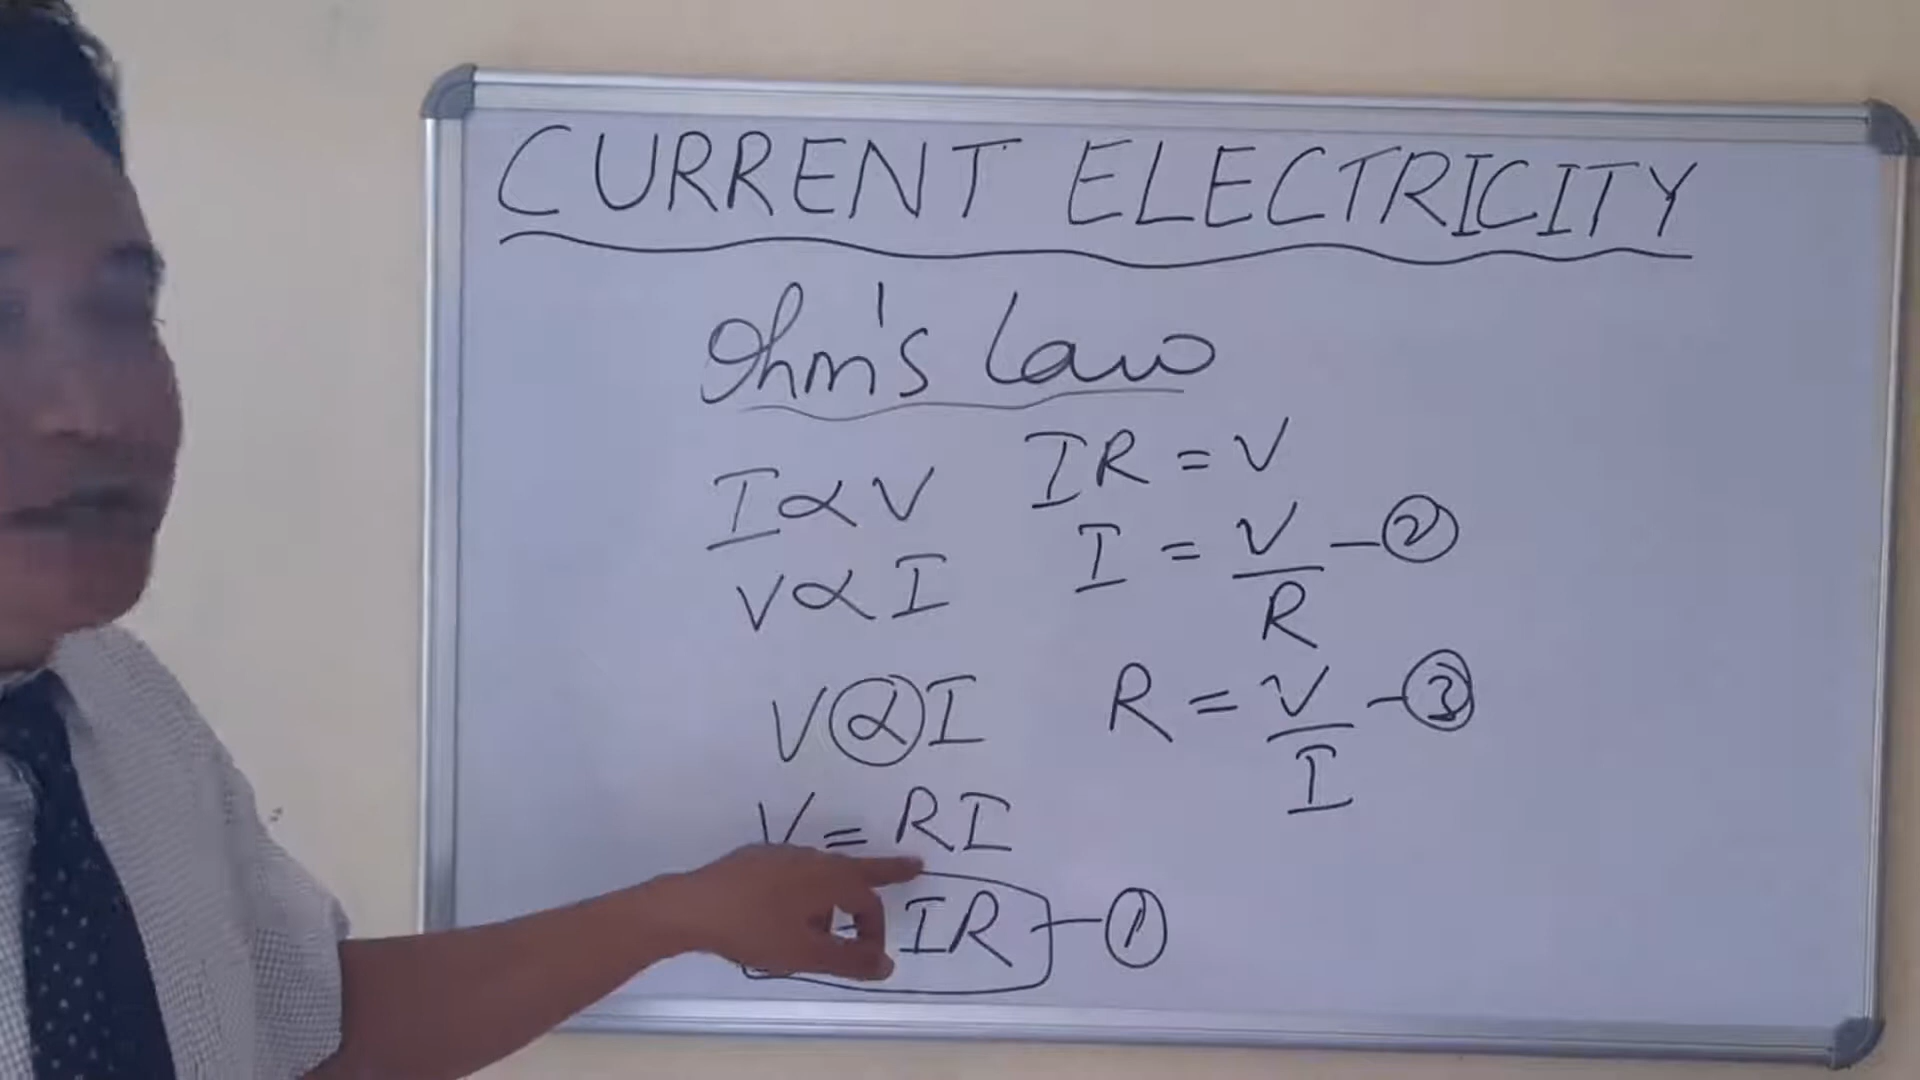 CURRENT ELECTRICITY
Ohm's Law
I ∝ V
V ∝ I
V ∝ I
V = RI
IR - 1
IR = V
I = V/R - 2
R = V/I - 3